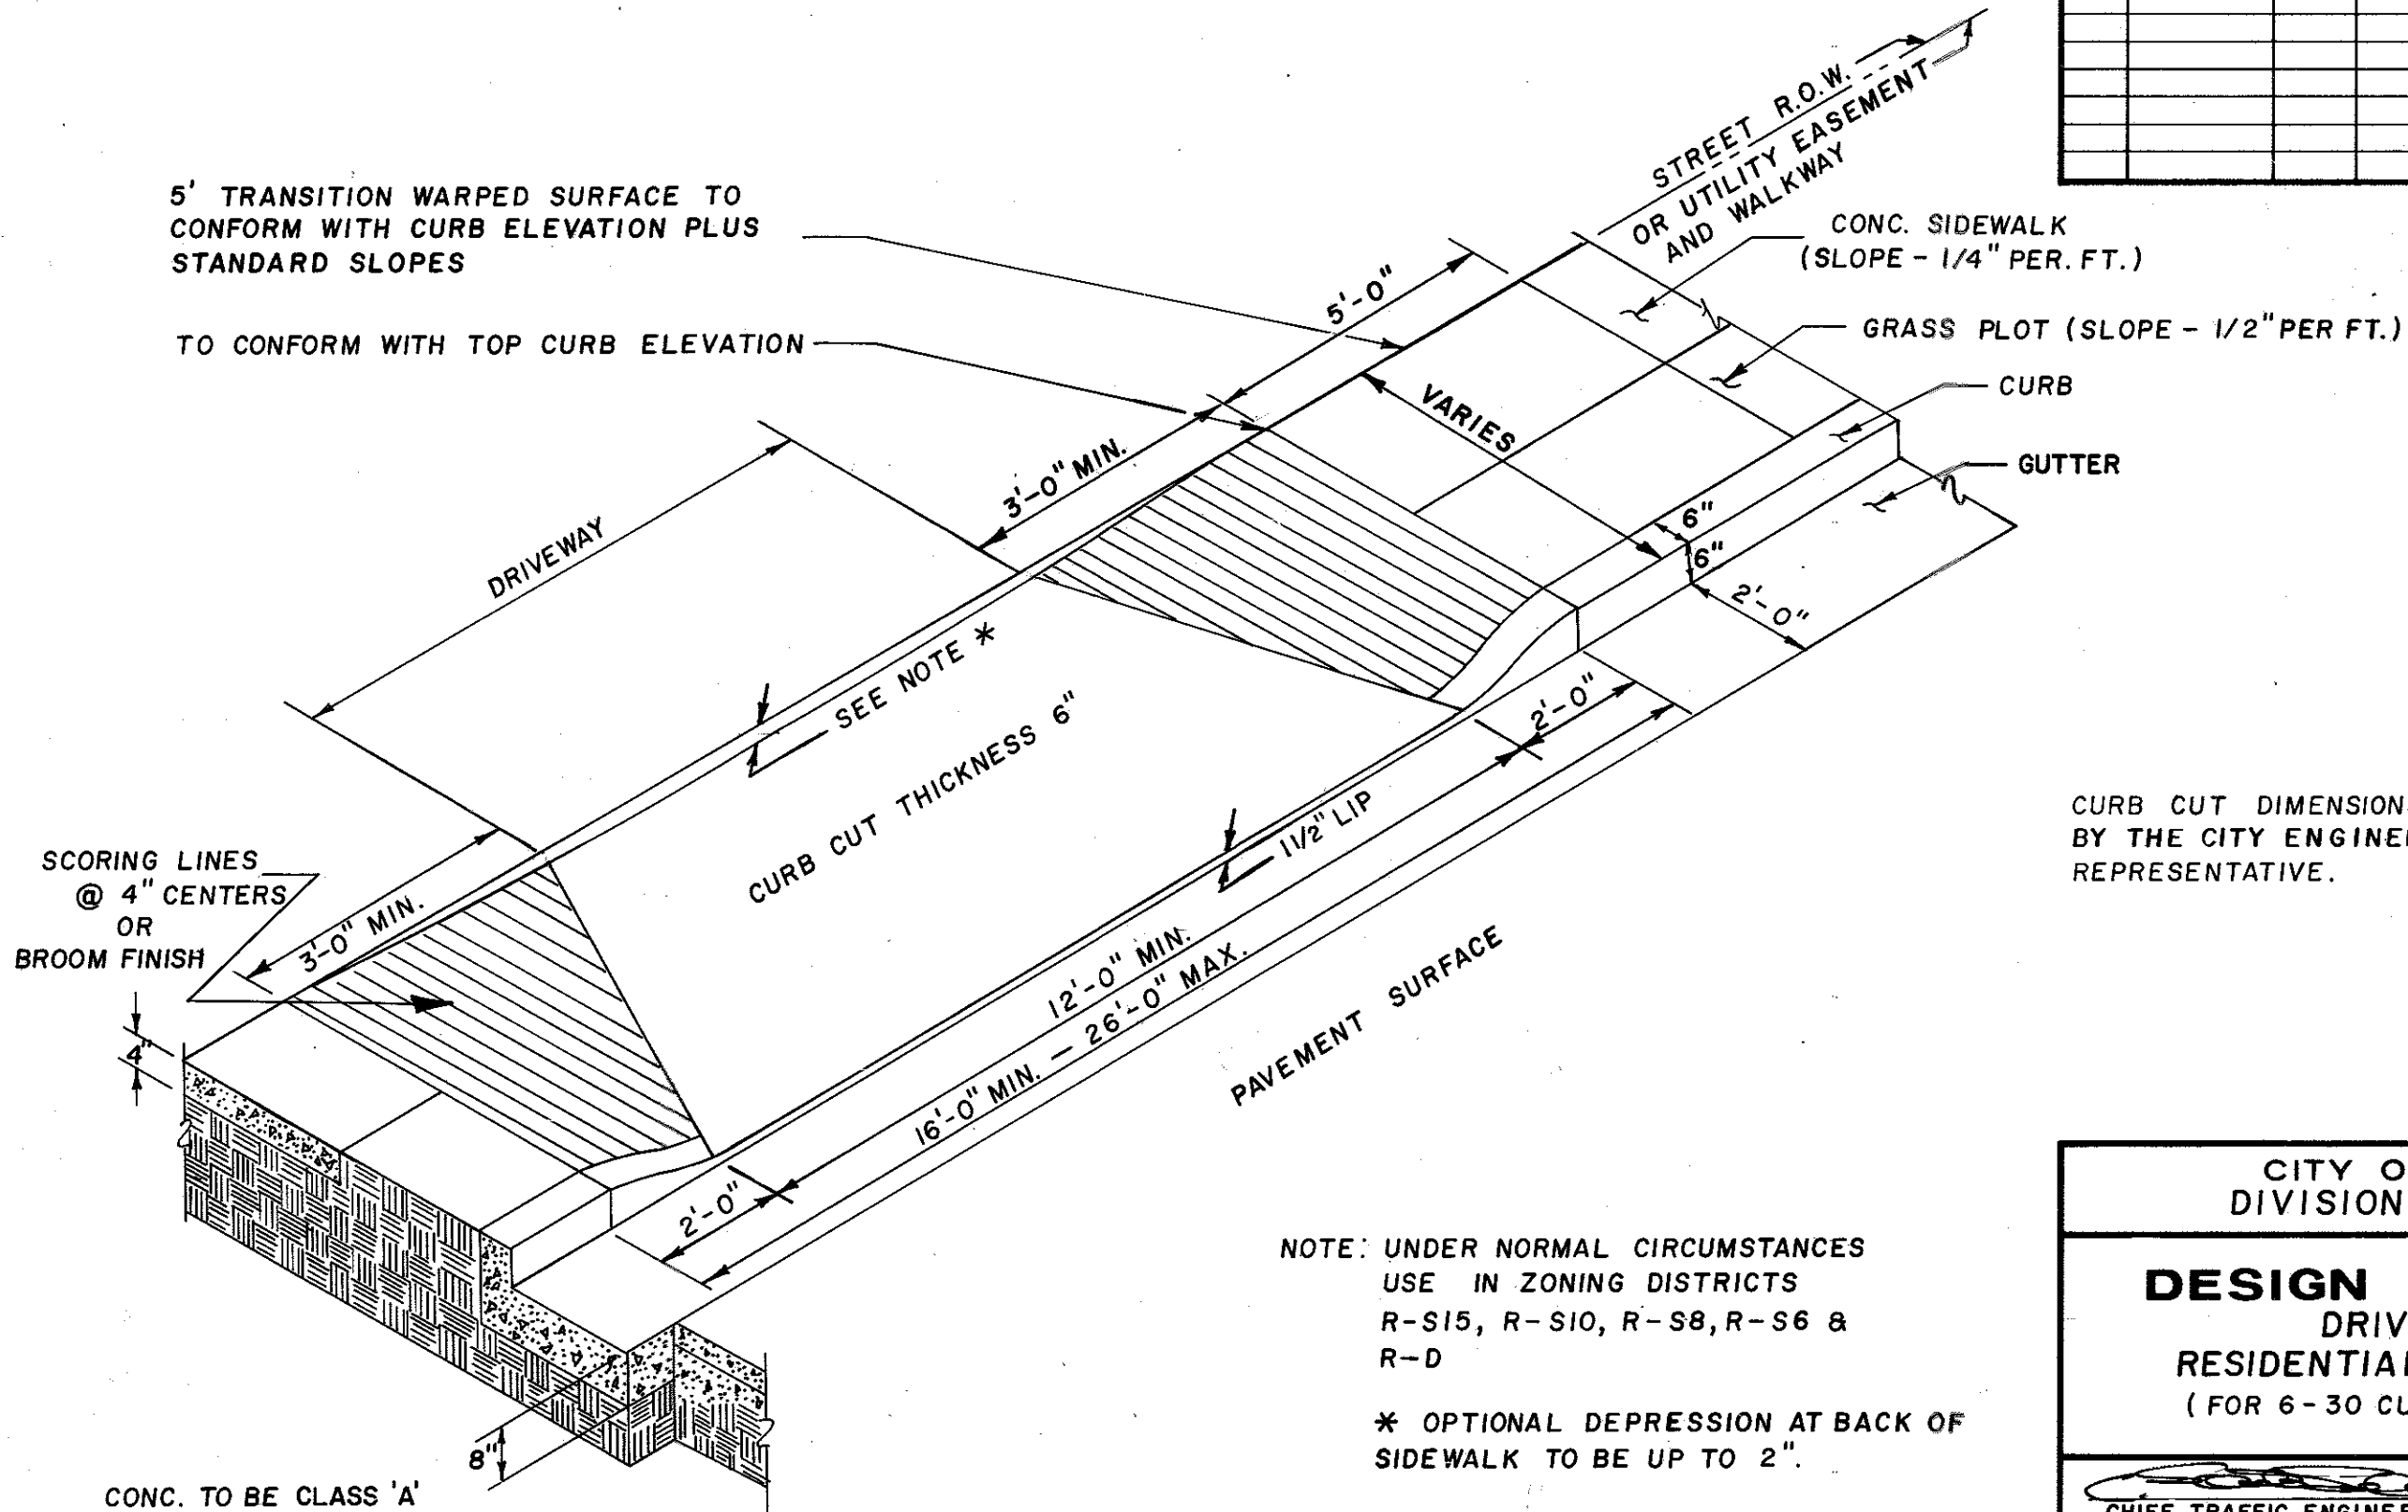 STREET R.O.W.
OR UTILITY EASEMENT
AND WALKWAY
5' TRANSITION WARPED SURFACE TO
CONFORM WITH CURB ELEVATION PLUS
STANDARD SLOPES
TO CONFORM WITH TOP CURB ELEVATION
CONC. SIDEWALK
(SLOPE - 1/4" PER. FT.)
GRASS PLOT (SLOPE - 1/2" PER FT.)
CURB
GUTTER
5'-0"
VARIES
3'-0" MIN.
DRIVEWAY
6"
6"
2'-0"
SEE NOTE *
CURB CUT THICKNESS 6"
2'-0"
1 1/2" LIP
SCORING LINES
@ 4" CENTERS
OR
BROOM FINISH
3'-0" MIN.
4"
12'-0" MIN.
16'-0" MIN. - 26'-0" MAX.
PAVEMENT SURFACE
2'-0"
8"
CONC. TO BE CLASS 'A'
CURB CUT DIMENSION
BY THE CITY ENGINE
REPRESENTATIVE.
NOTE: UNDER NORMAL CIRCUMSTANCES
USE IN ZONING DISTRICTS
R-S15, R-S10, R-S8, R-S6 &
R-D
* OPTIONAL DEPRESSION AT BACK OF
SIDEWALK TO BE UP TO 2".
CITY O
DIVISION
DESIGN
DRIV
RESIDENTIA
( FOR 6-30 CU
CHIEF TRAFFIC ENGINEER